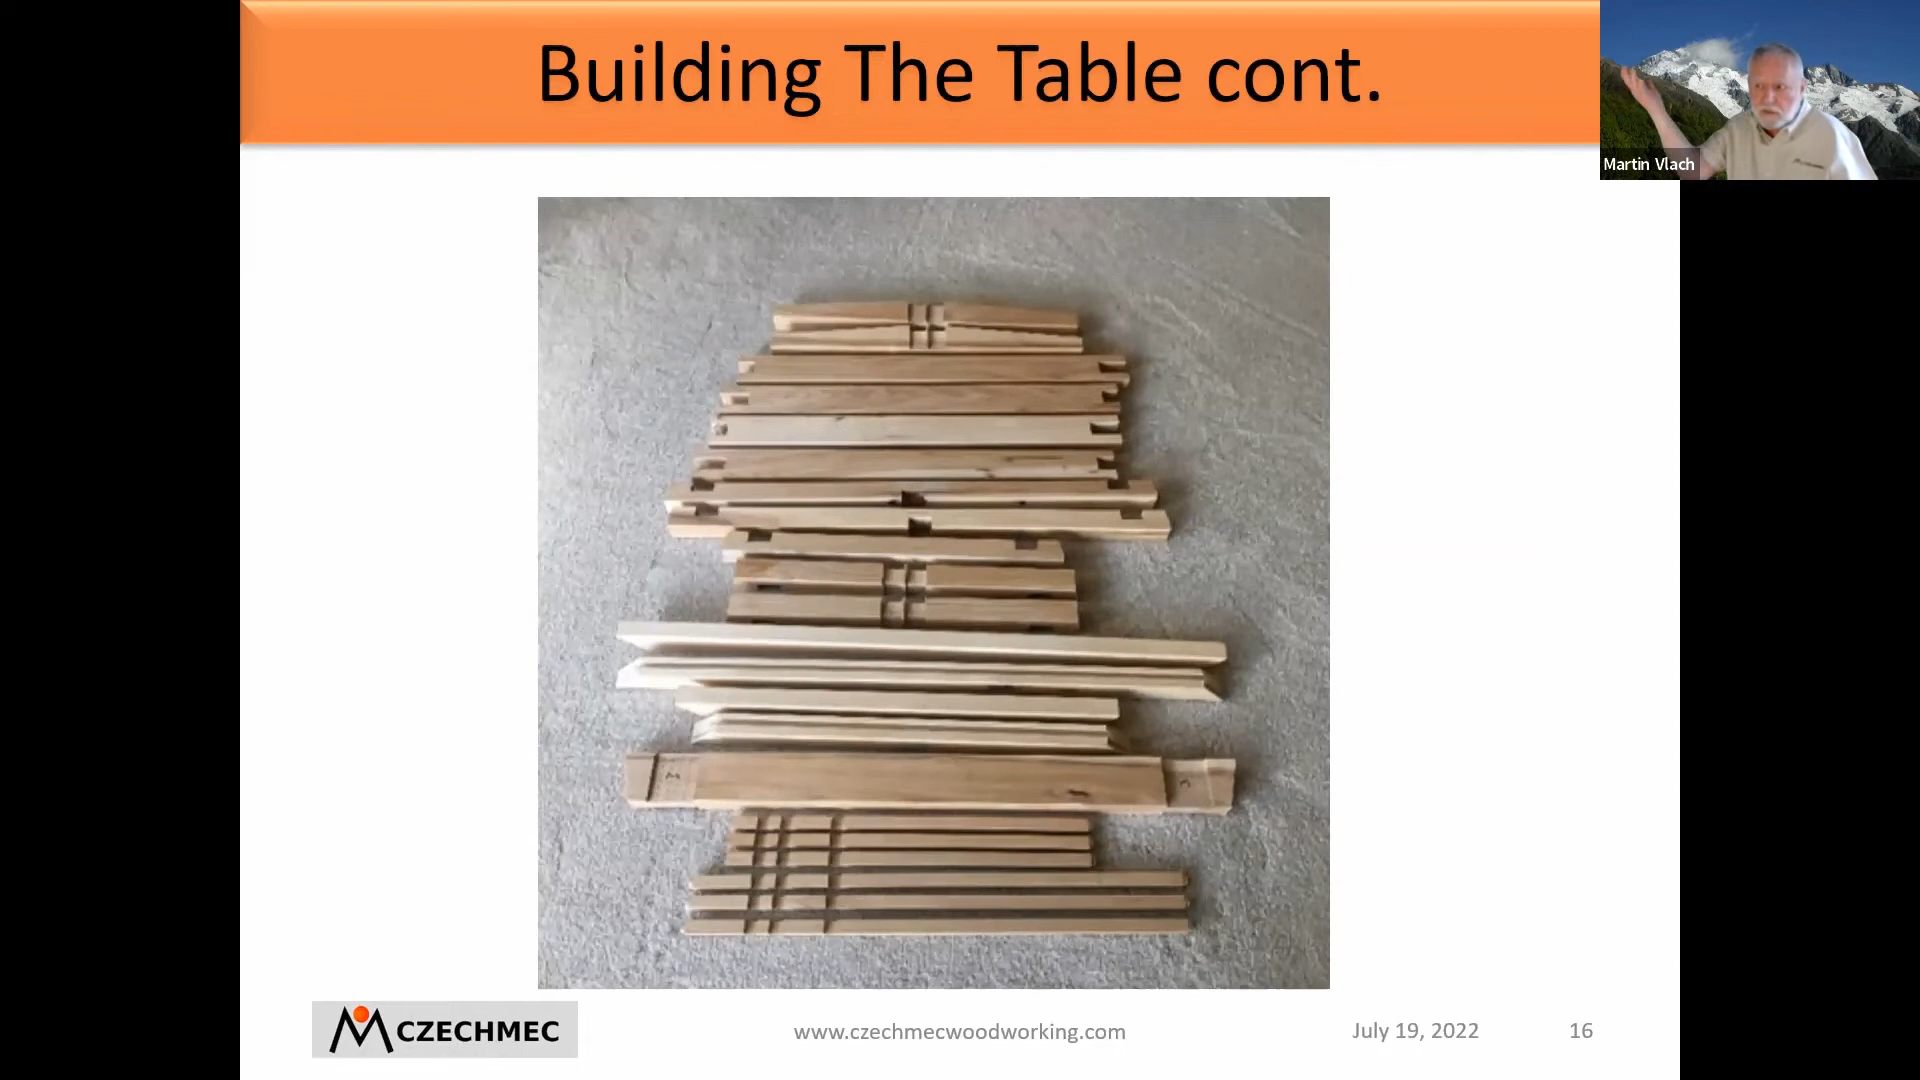 Building The Table cont.
Martin Vlach
CZECHMEC
www.czechmecwoodworking.com
July 19, 2022
16